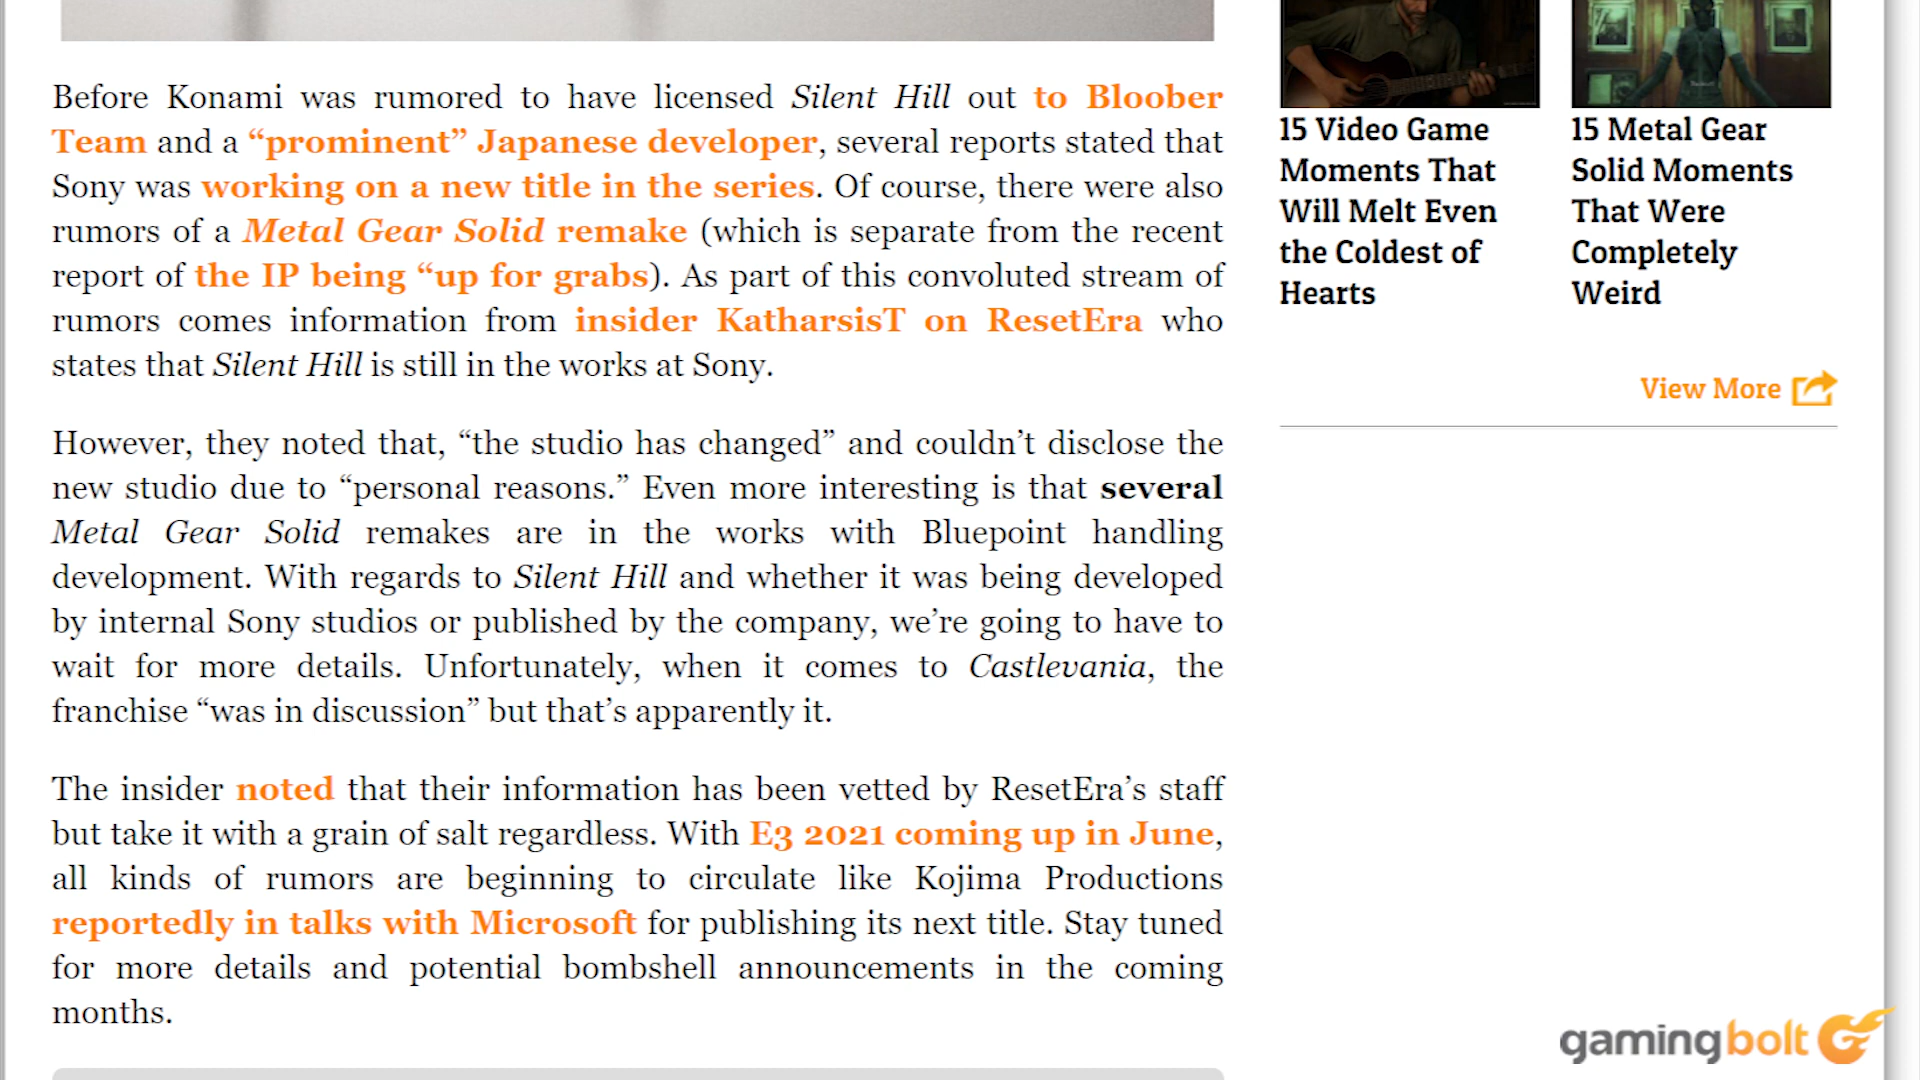 Before Konami was rumored to have licensed Silent Hill out to Bloober
Team and a “prominent” Japanese developer, several reports stated that
Sony was working on a new title in the series. Of course, there were also
rumors of a Metal Gear Solid remake (which is separate from the recent
report of the IP being “up for grabs). As part of this convoluted stream of
rumors comes information from insider KatharsisT on ResetEra who
states that Silent Hill is still in the works at Sony.
However, they noted that, “the studio has changed” and couldn’t disclose the
new studio due to “personal reasons.” Even more interesting is that several
Metal Gear Solid remakes are in the works with Bluepoint handling
development. With regards to Silent Hill and whether it was being developed
by internal Sony studios or published by the company, we’re going to have to
wait for more details. Unfortunately, when it comes to Castlevania, the
franchise “was in discussion” but that’s apparently it.
The insider noted that their information has been vetted by ResetEra’s staff
but take it with a grain of salt regardless. With E3 2021 coming up in June,
all kinds of rumors are beginning to circulate like Kojima Productions
reportedly in talks with Microsoft for publishing its next title. Stay tuned
for more details and potential bombshell announcements in the coming
months.
15 Video Game
Moments That
Will Melt Even
the Coldest of
Hearts
15 Metal Gear
Solid Moments
That Were
Completely
Weird
View More
gamingbolt